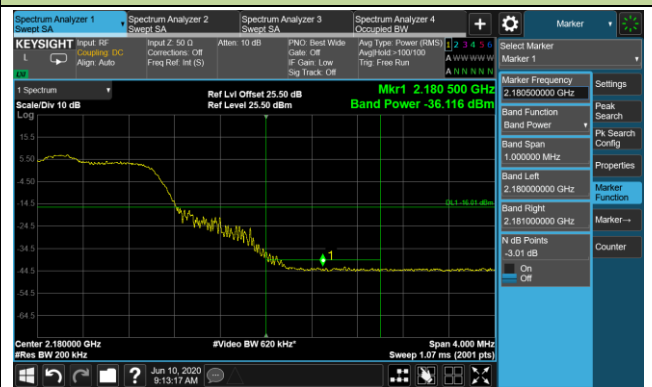 Spectrum Analyzer 1
Swept SA
Spectrum Analyzer 2
Swept SA
Spectrum Analyzer 3
Swept SA
Spectrum Analyzer 4
Occupied BW
+
Marker
KEYSIGHT
L
Input: RF
Coupling: DC
Align: Auto
Input Z: 50 Ω
Corrections: Off
Freq Ref: Int (S)
Atten: 10 dB
PNO: Best Wide
Gate: Off
IF Gain: Low
Sig Track: Off
Avg Type: Power (RMS)
Avg|Hold:>100/100
Trig: Free Run
1 2 3 4 5 6
A W W W W W
A N N N N N
Select Marker
Marker 1
1 Spectrum
Scale/Div 10 dB
Log
Ref Lvl Offset 25.50 dB
Ref Level 25.50 dBm
Mkr1 2.180 500 GHz
Band Power -36.116 dBm
15.5
5.50
-4.50
-14.5
-24.5
-34.5
-44.5
-54.5
-64.5
DL1 -16.01 dBm
1
Center 2.180000 GHz
#Res BW 200 kHz
#Video BW 620 kHz*
Span 4.000 MHz
Sweep 1.07 ms (2001 pts)
Marker Frequency
2.180500000 GHz
Band Function
Band Power
Band Span
1.000000 MHz
Band Left
2.180000000 GHz
Band Right
2.181000000 GHz
N dB Points
-3.01 dB
On
Off
Settings
Peak
Search
Pk Search
Config
Properties
Marker
Function
Marker→
Counter
?
Jun 10, 2020
9:13:17 AM